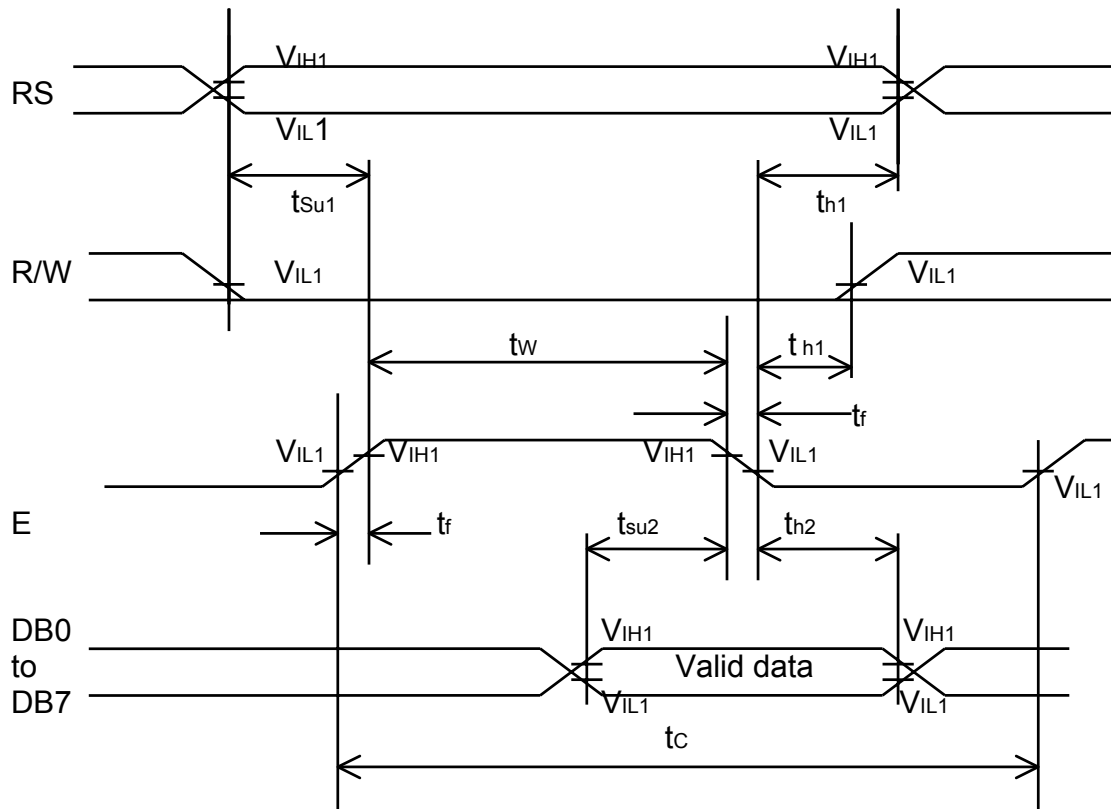 VIH1 VIH1
RS
VIL1 VIL1
tSu1 th1
R/W VIL1 VIL1
tW th1
tf
VIL1 VIH1 VIH1 VIL1 VIL1
E tf tsu2 th2
DB0 VIH1 VIH1
to Valid data
DB7 VIL1 VIL1
tC